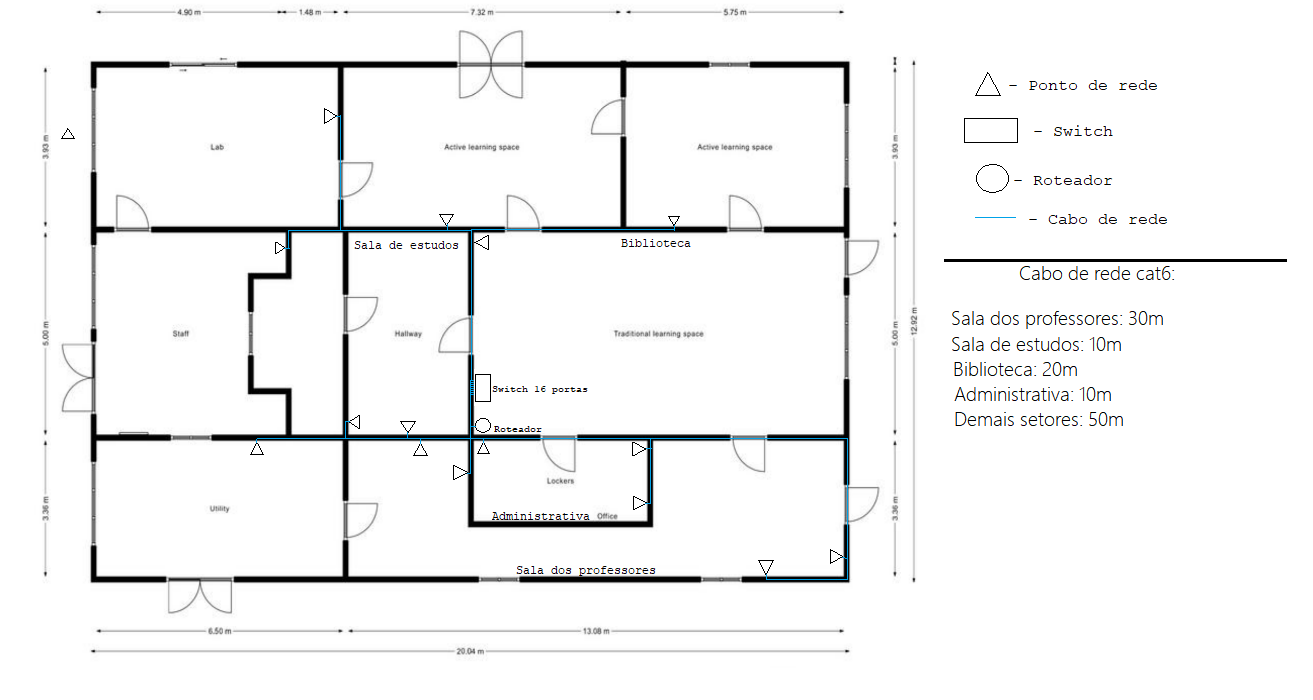 4.90 m
1.48 m
7.32 m
5.75 m
- Ponto de rede
- Switch
- Roteador
- Cabo de rede
3.93 m
Lab
Active learning space
Active learning space
3.93 m
Sala de estudos
Biblioteca
Cabo de rede cat6:
Sala dos professores: 30m
Sala de estudos: 10m
Biblioteca: 20m
Administrativa: 10m
Demais setores: 50m
5.00 m
Staff
Hallway
Traditional learning space
5.00 m
12.92 m
Switch 16 portas
Roteador
3.36 m
Utility
Lockers
Administrativa
Office
3.36 m
Sala dos professores
6.50 m
13.08 m
20.04 m